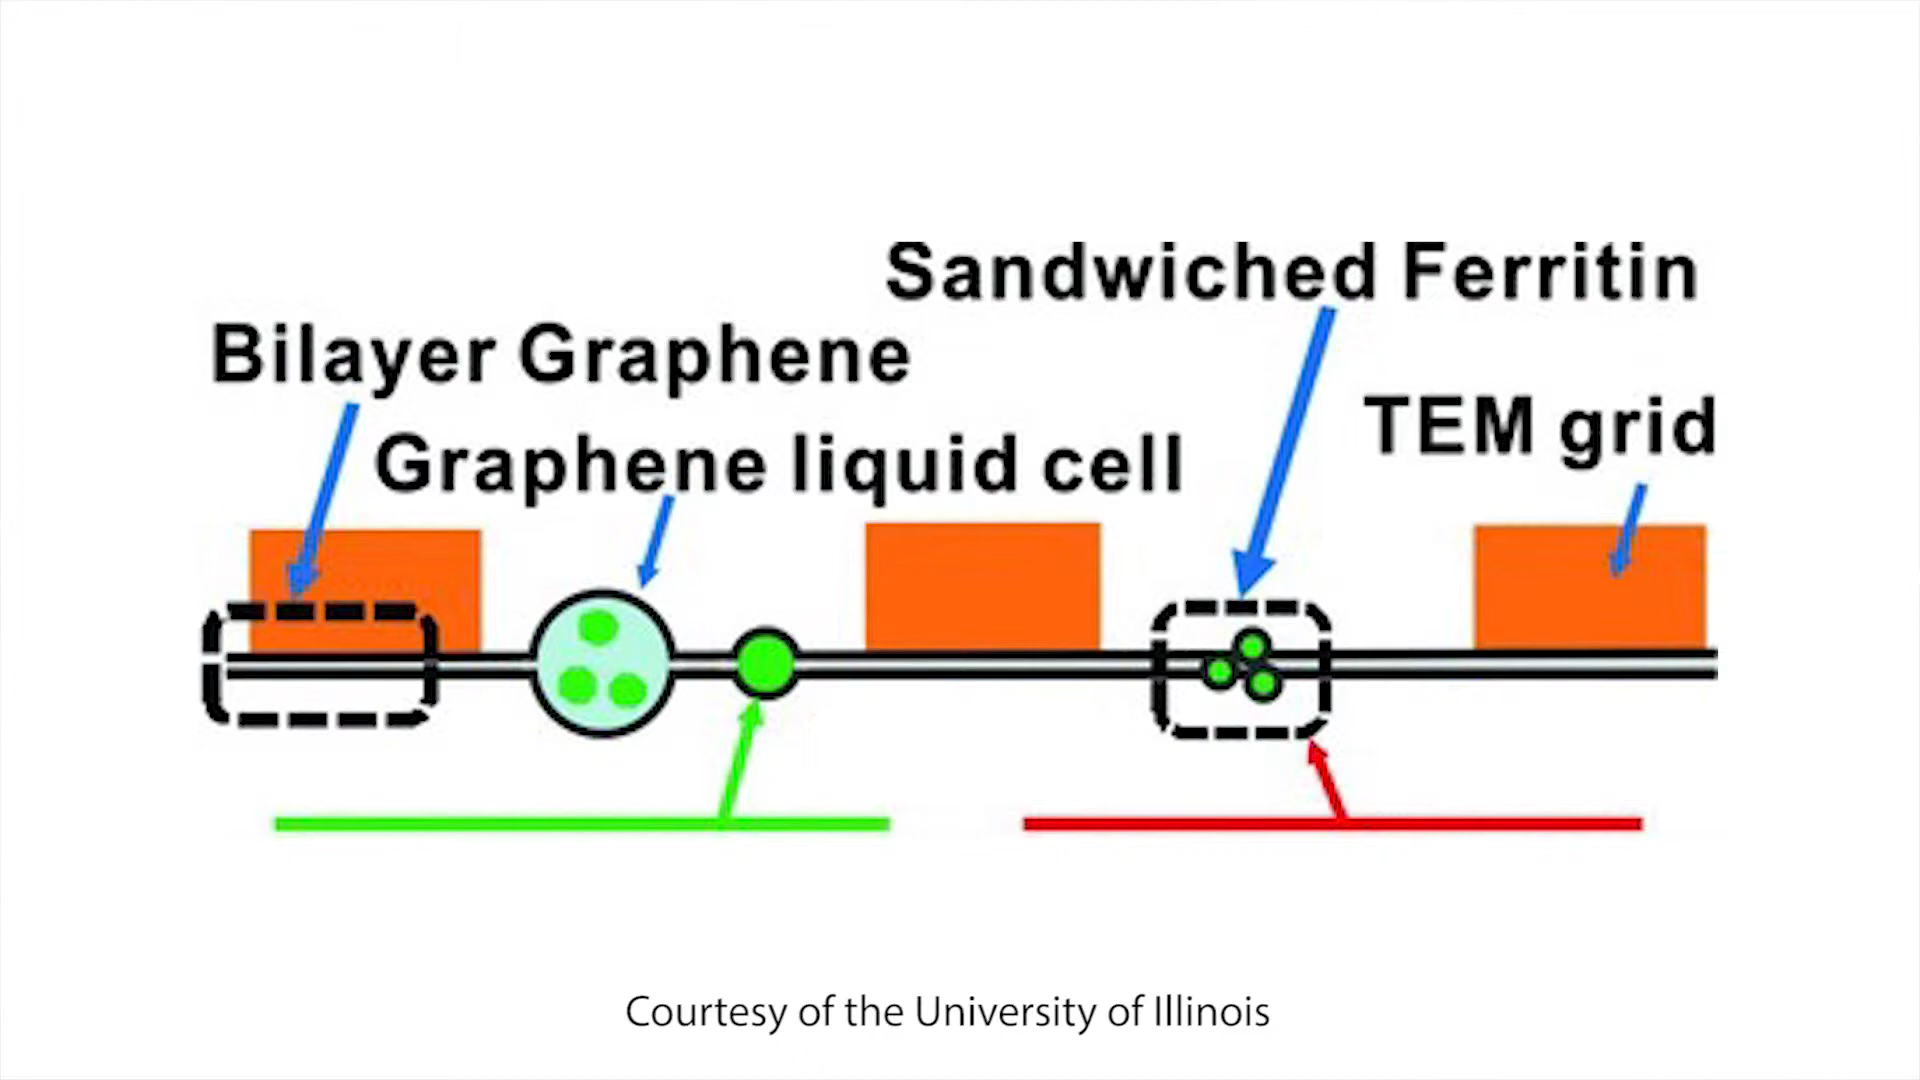 Sandwiched Ferritin
Bilayer Graphene
TEM grid
Graphene liquid cell
Courtesy of the University of Illinois